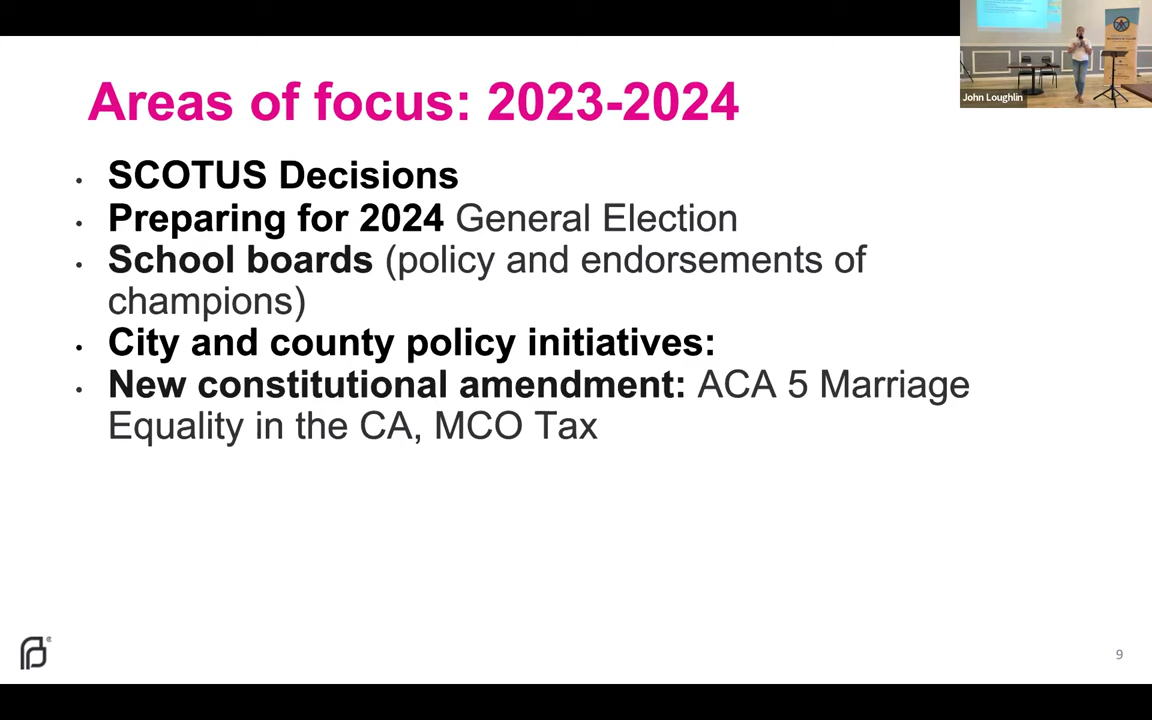 Areas of focus: 2023-2024
John Loughlin
• SCOTUS Decisions
• Preparing for 2024 General Election
• School boards (policy and endorsements of
champions)
• City and county policy initiatives:
• New constitutional amendment: ACA 5 Marriage
Equality in the CA, MCO Tax
9